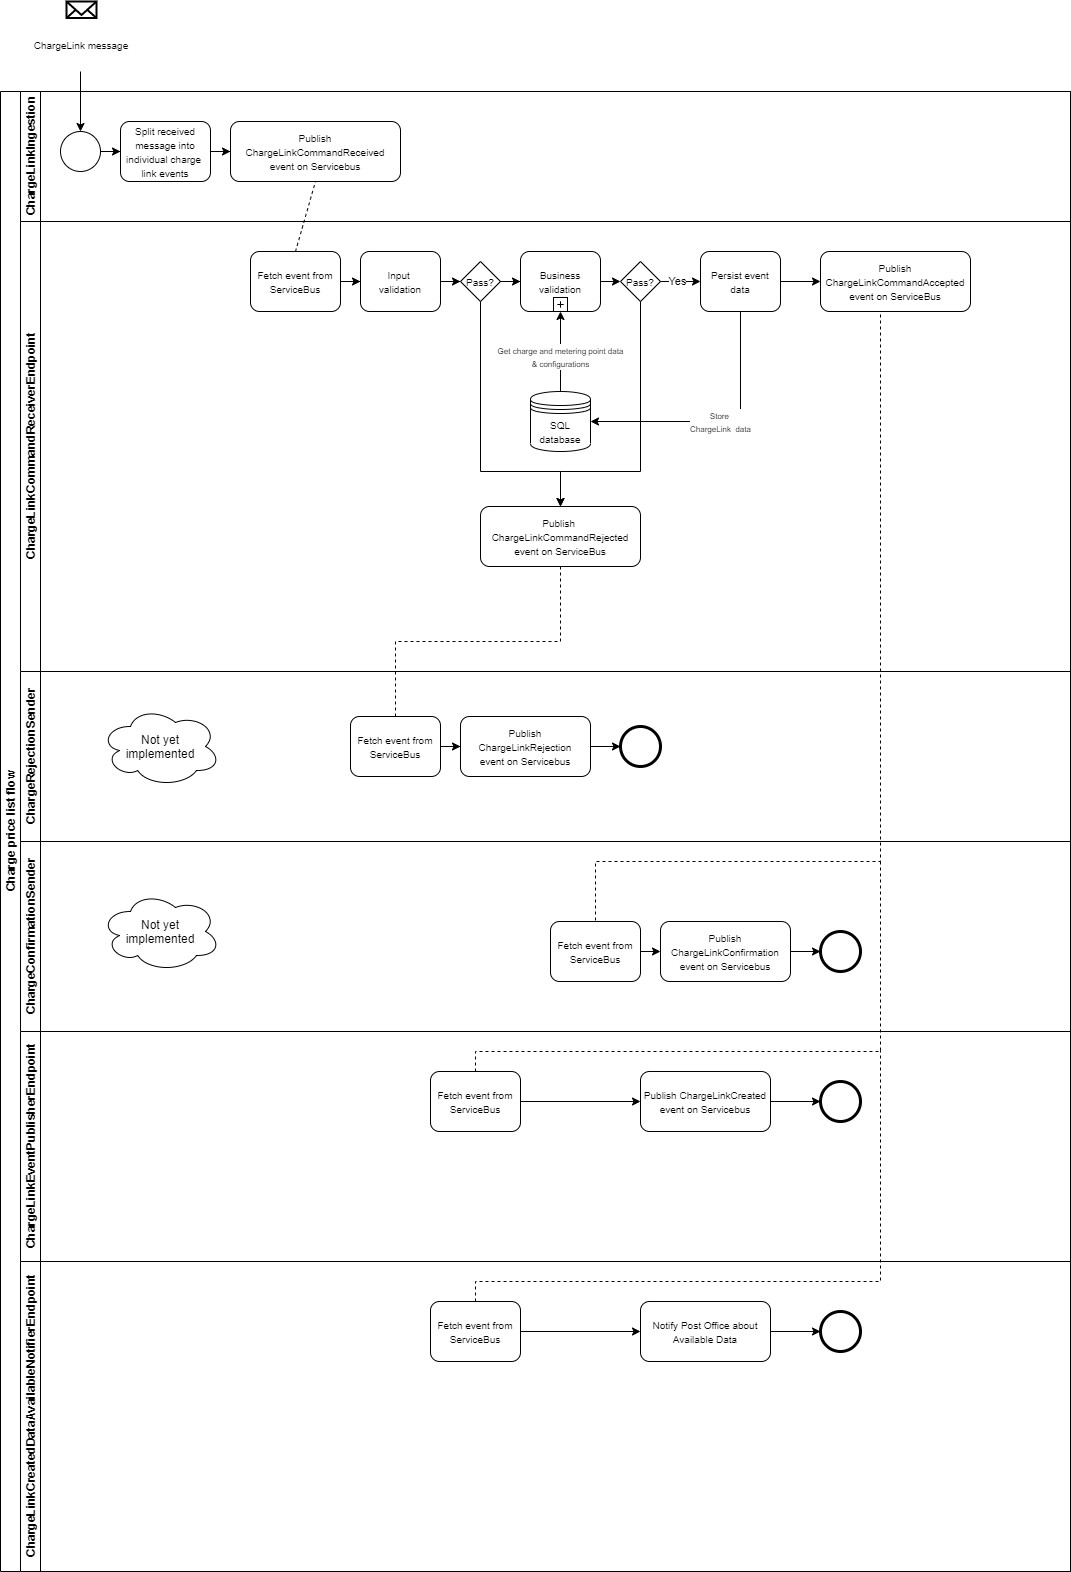 ChargeLink message
Charge price list flow
ChargeLinkIngestion
Split received
message into
individual charge
link events
Publish
ChargeLinkCommandReceived
event on Servicebus
ChargeLinkCommandReceiverEndpoint
Fetch event from
ServiceBus
Input
validation
Pass?
Business
validation
Pass?
Yes
Persist event
data
Publish
ChargeLinkCommandAccepted
event on ServiceBus
Get charge and metering point data
& configurations
SQL
database
Store
ChargeLink  data
Publish
ChargeLinkCommandRejected
event on ServiceBus
ChargeRejectionSender
Not yet
implemented
Fetch event from
ServiceBus
Publish
ChargeLinkRejection
event on Servicebus
ChargeConfirmationSender
Not yet
implemented
Fetch event from
ServiceBus
Publish
ChargeLinkConfirmation
event on Servicebus
ChargeLinkEventPublisherEndpoint
Fetch event from
ServiceBus
Publish ChargeLinkCreated
event on Servicebus
ChargeLinkCreatedDataAvailableNotifierEndpoint
Fetch event from
ServiceBus
Notify Post Office about
Available Data